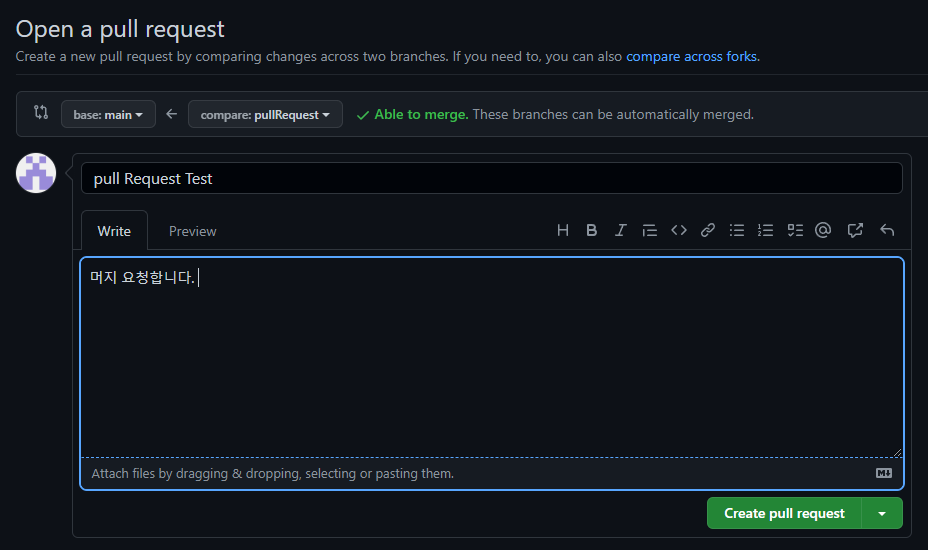 Open a pull request
Create a new pull request by comparing changes across two branches. If you need to, you can also compare across forks.
base: main
compare: pullRequest
Able to merge. These branches can be automatically merged.
pull Request Test
Write
Preview
머지 요청합니다.
Attach files by dragging & dropping, selecting or pasting them.
Create pull request